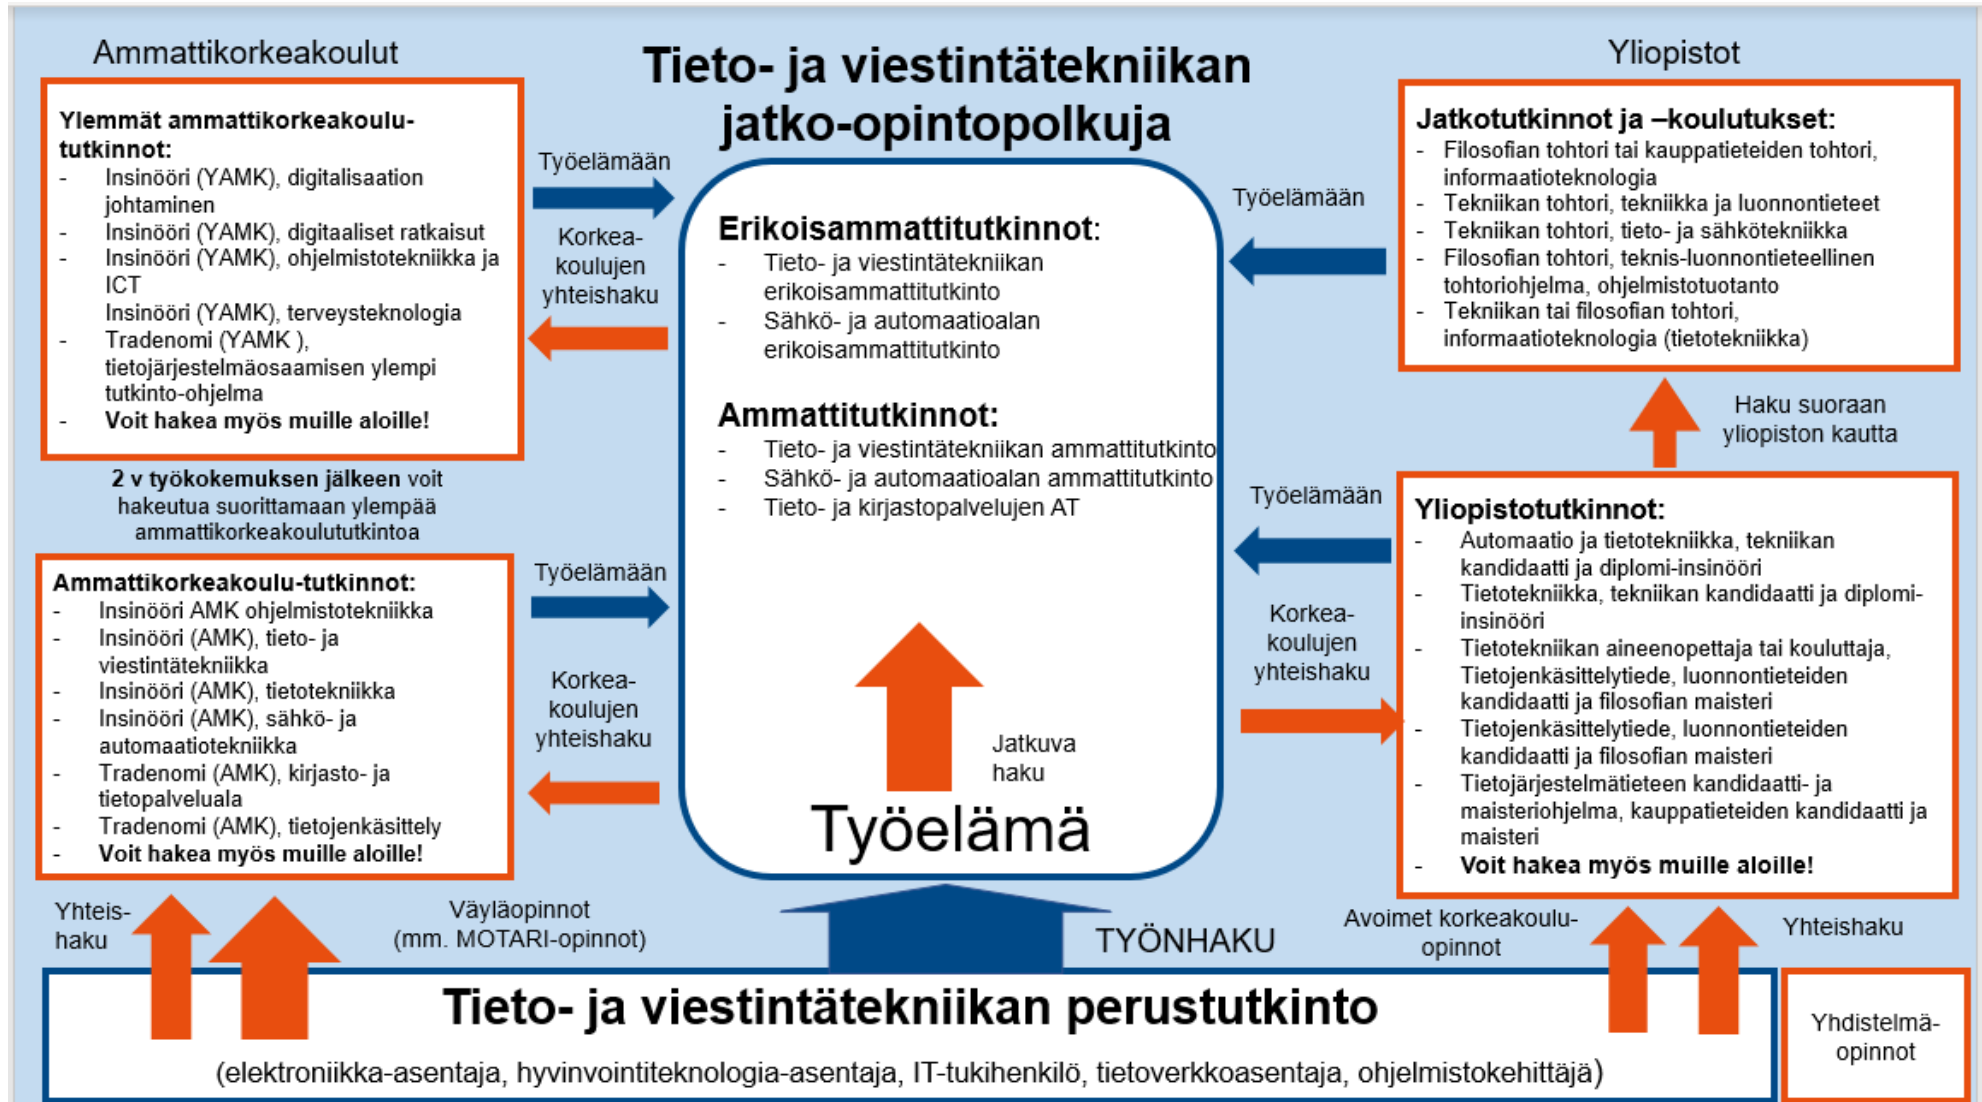 Ammattikorkeakoulut
Tieto- ja viestintätekniikan
jatko-opintopolkuja
Yliopistot
Ylemmät ammattikorkeakoulu-
tutkinnot:
- Insinööri (YAMK), digitalisaation
johtaminen
- Insinööri (YAMK), digitaaliset ratkaisut
- Insinööri (YAMK), ohjelmistotekniikka ja
ICT
Insinööri (YAMK), terveysteknologia
- Tradenomi (YAMK ),
tietojärjestelmäosaamisen ylempi
tutkinto-ohjelma
- Voit hakea myös muille aloille!
2 v työkokemuksen jälkeen voit
hakeutua suorittamaan ylempää
ammattikorkeakoulututkintoa
Ammattikorkeakoulu-tutkinnot:
- Insinööri AMK ohjelmistotekniikka
- Insinööri (AMK), tieto- ja
viestintätekniikka
- Insinööri (AMK), tietotekniikka
- Insinööri (AMK), sähkö- ja
automaatiotekniikka
- Tradenomi (AMK), kirjasto- ja
tietopalveluala
- Tradenomi (AMK), tietojenkäsittely
- Voit hakea myös muille aloille!
Työelämään
Korkea-
koulujen
yhteishaku
Työelämään
Korkea-
koulujen
yhteishaku
Erikoisammattitutkinnot:
- Tieto- ja viestintätekniikan
erikoisammattitutkinto
- Sähkö- ja automaatioalan
erikoisammattitutkinto
Ammattitutkinnot:
- Tieto- ja viestintätekniikan ammattitutkinto
- Sähkö- ja automaatioalan ammattitutkinto
- Tieto- ja kirjastopalvelujen AT
Jatkuva
haku
Työelämä
Työelämään
Työelämään
Korkea-
koulujen
yhteishaku
Jatkotutkinnot ja –koulutukset:
- Filosofian tohtori tai kauppatieteiden tohtori,
informaatioteknologia
- Tekniikan tohtori, tekniikka ja luonnontieteet
- Tekniikan tohtori, tieto- ja sähkötekniikka
- Filosofian tohtori, teknis-luonnontieteellinen
tohtoriohjelma, ohjelmistotuotanto
- Tekniikan tai filosofian tohtori,
informaatioteknologia (tietotekniikka)
Haku suoraan
yliopiston kautta
Yliopistotutkinnot:
- Automaatio ja tietotekniikka, tekniikan
kandidaatti ja diplomi-insinööri
- Tietotekniikka, tekniikan kandidaatti ja diplomi-
insinööri
- Tietotekniikan aineenopettaja tai kouluttaja,
Tietojenkäsittelytiede, luonnontieteiden
kandidaatti ja filosofian maisteri
- Tietojenkäsittelytiede, luonnontieteiden
kandidaatti ja filosofian maisteri
- Tietojärjestelmätieteen kandidaatti- ja
maisteriohjelma, kauppatieteiden kandidaatti ja
maisteri
- Voit hakea myös muille aloille!
Yhteis-
haku
Väyläopinnot
(mm. MOTARI-opinnot)
TYÖNHAKU
Avoimet korkeakoulu-
opinnot
Yhteishaku
Tieto- ja viestintätekniikan perustutkinto
(elektroniikka-asentaja, hyvinvointiteknologia-asentaja, IT-tukihenkilö, tietoverkkoasentaja, ohjelmistokehittäjä)
Yhdistelmä-
opinnot